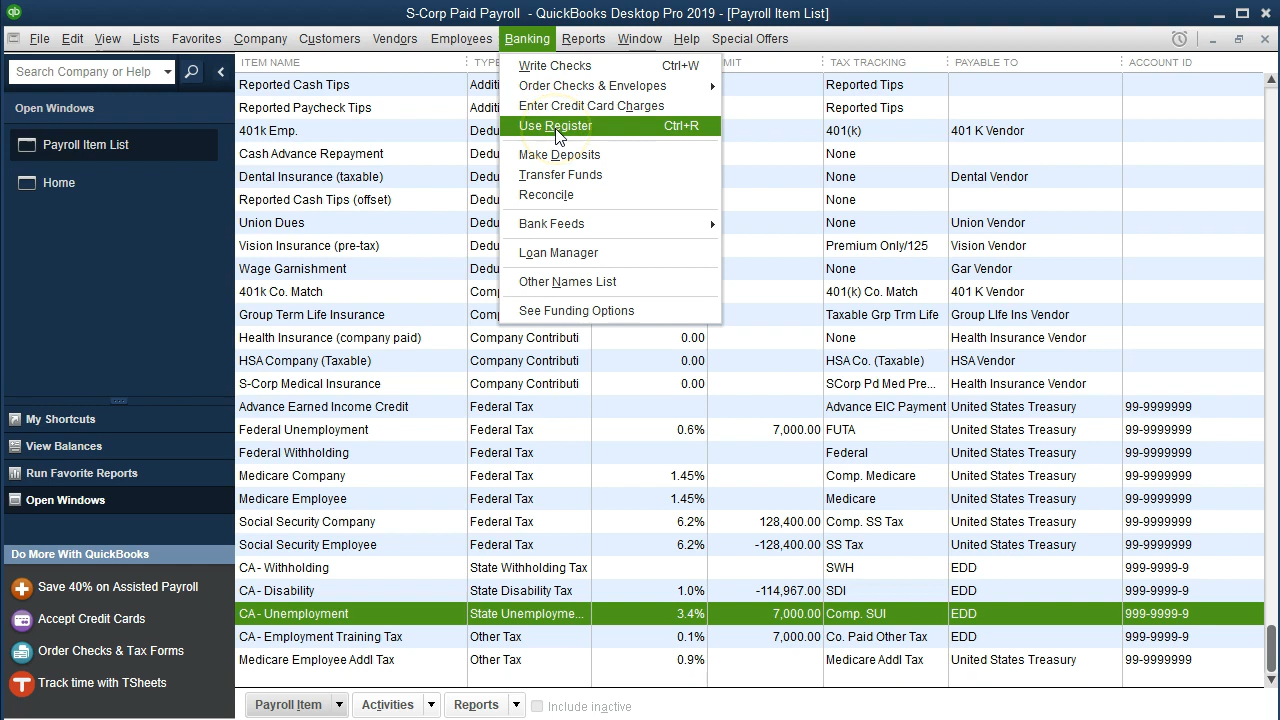 S-Corp Paid Payroll - QuickBooks Desktop Pro 2019 - [Payroll Item List]
File Edit View Lists Favorites Company Customers Vendors Employees Banking Reports Window Help Special Offers
Search Company or Help
Open Windows
Payroll Item List
Home
My Shortcuts
View Balances
Run Favorite Reports
Open Windows
Do More With QuickBooks
Save 40% on Assisted Payroll
Accept Credit Cards
Order Checks & Tax Forms
Track time with TSheets
Write Checks Ctrl+W
Order Checks & Envelopes
Enter Credit Card Charges
Use Register Ctrl+R
Make Deposits
Transfer Funds
Reconcile
Bank Feeds
Loan Manager
Other Names List
See Funding Options
ITEM NAME TYPE MIT TAX TRACKING PAYABLE TO ACCOUNT ID
Reported Cash Tips Additi Reported Tips
Reported Paycheck Tips Additi Reported Tips
401k Emp. Dedu 401(k) 401 K Vendor
Cash Advance Repayment Dedu None
Dental Insurance (taxable) Dedu None Dental Vendor
Reported Cash Tips (offset) Dedu None
Union Dues Dedu None Union Vendor
Vision Insurance (pre-tax) Dedu Premium Only/125 Vision Vendor
Wage Garnishment Dedu None Gar Vendor
401k Co. Match Comp 401(k) Co. Match 401 K Vendor
Group Term Life Insurance Comp Taxable Grp Trm Life Group LIfe Ins Vendor
Health Insurance (company paid) Company Contributi 0.00 None Health Insurance Vendor
HSA Company (Taxable) Company Contributi 0.00 HSA Co. (Taxable) HSA Vendor
S-Corp Medical Insurance Company Contributi 0.00 SCorp Pd Med Pre... Health Insurance Vendor
Advance Earned Income Credit Federal Tax Advance EIC Payment United States Treasury 99-9999999
Federal Unemployment Federal Tax 0.6% 7,000.00 FUTA United States Treasury 99-9999999
Federal Withholding Federal Tax Federal United States Treasury 99-9999999
Medicare Company Federal Tax 1.45% Comp. Medicare United States Treasury 99-9999999
Medicare Employee Federal Tax 1.45% Medicare United States Treasury 99-9999999
Social Security Company Federal Tax 6.2% 128,400.00 Comp. SS Tax United States Treasury 99-9999999
Social Security Employee Federal Tax 6.2% -128,400.00 SS Tax United States Treasury 99-9999999
CA - Withholding State Withholding Tax SWH EDD 999-9999-9
CA - Disability State Disability Tax 1.0% -114,967.00 SDI EDD 999-9999-9
CA - Unemployment State Unemployme... 3.4% 7,000.00 Comp. SUI EDD 999-9999-9
CA - Employment Training Tax Other Tax 0.1% 7,000.00 Co. Paid Other Tax EDD 999-9999-9
Medicare Employee Addl Tax Other Tax 0.9% Medicare Addl Tax United States Treasury 99-9999999
Payroll Item Activities Reports Include inactive